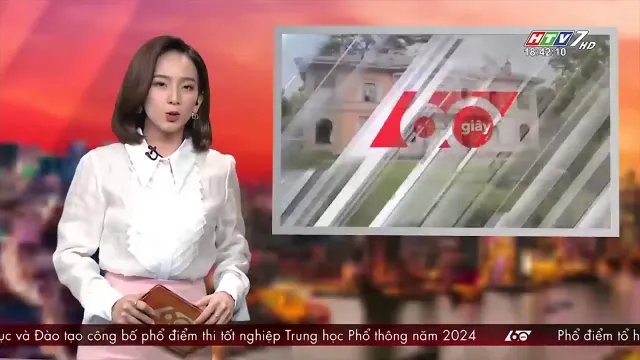 HTV7 HD
18:42:10
60 giây
ục và Đào tạo công bố phổ điểm thi tốt nghiệp Trung học Phổ thông năm 2024 60 Phổ điểm tổ h